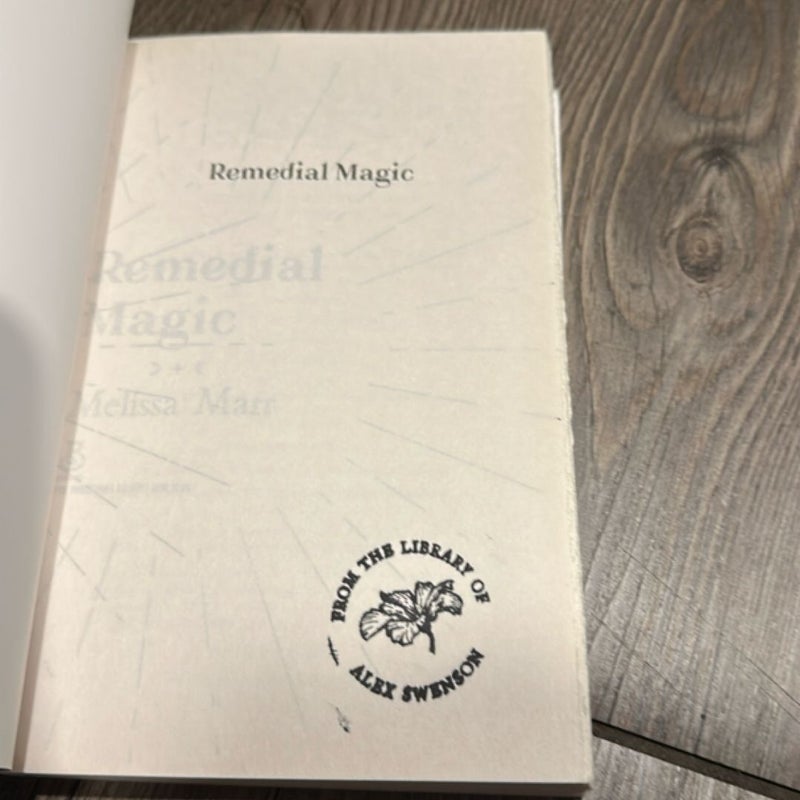 Remedial Magic
Remedial
Magic
Melissa Marr
FROM THE LIBRARY OF
ALEX SWENSON